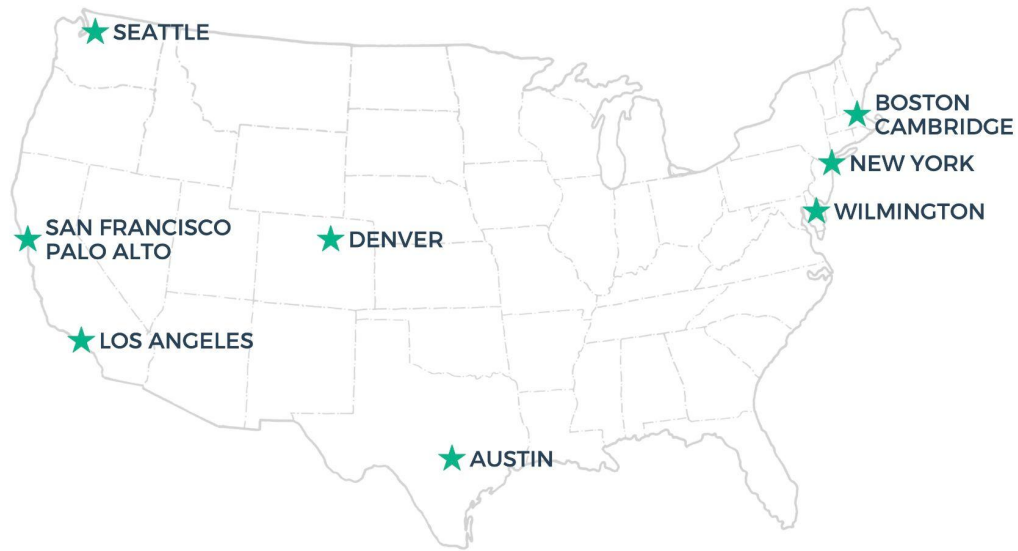 SEATTLE
BOSTON
CAMBRIDGE
NEW YORK
WILMINGTON
SAN FRANCISCO
PALO ALTO
DENVER
LOS ANGELES
AUSTIN